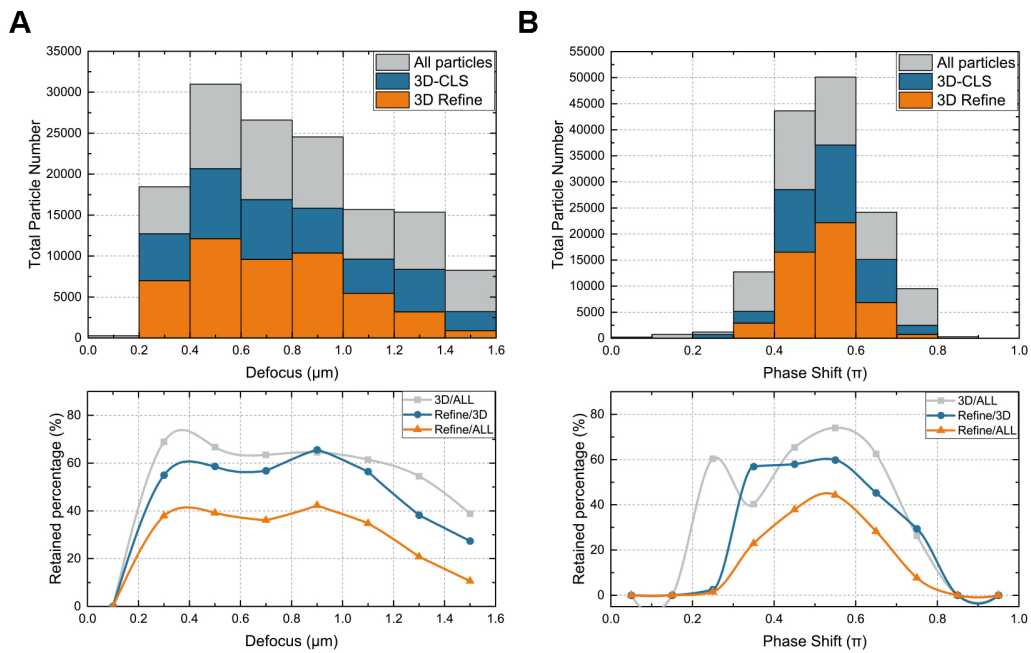 A
35000
30000
25000
20000
15000
10000
5000
0
Total Particle Number
All particles
3D-CLS
3D Refine
0.0 0.2 0.4 0.6 0.8 1.0 1.2 1.4 1.6
Defocus (μm)
B
55000
50000
45000
40000
35000
30000
25000
20000
15000
10000
5000
0
Total Particle Number
All particles
3D-CLS
3D Refine
0.0 0.2 0.4 0.6 0.8 1.0
Phase Shift (π)
80
60
40
20
0
Retained percentage (%)
3D/ALL
Refine/3D
Refine/ALL
0.0 0.2 0.4 0.6 0.8 1.0 1.2 1.4 1.6
Defocus (μm)
80
60
40
20
0
Retained percentage (%)
3D/ALL
Refine/3D
Refine/ALL
0.0 0.2 0.4 0.6 0.8 1.0
Phase Shift (π)